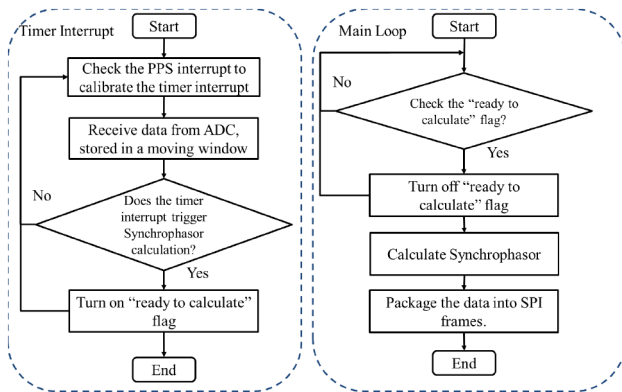 Timer Interrupt
Start
Check the PPS interrupt to
calibrate the timer interrupt
Receive data from ADC,
stored in a moving window
No
Does the timer
interrupt trigger
Synchrophasor
calculation?
Yes
Turn on "ready to calculate"
flag
End
Main Loop
Start
No
Check the "ready to
calculate" flag?
Yes
Turn off "ready to
calculate" flag
Calculate Synchrophasor
Package the data into SPI
frames.
End